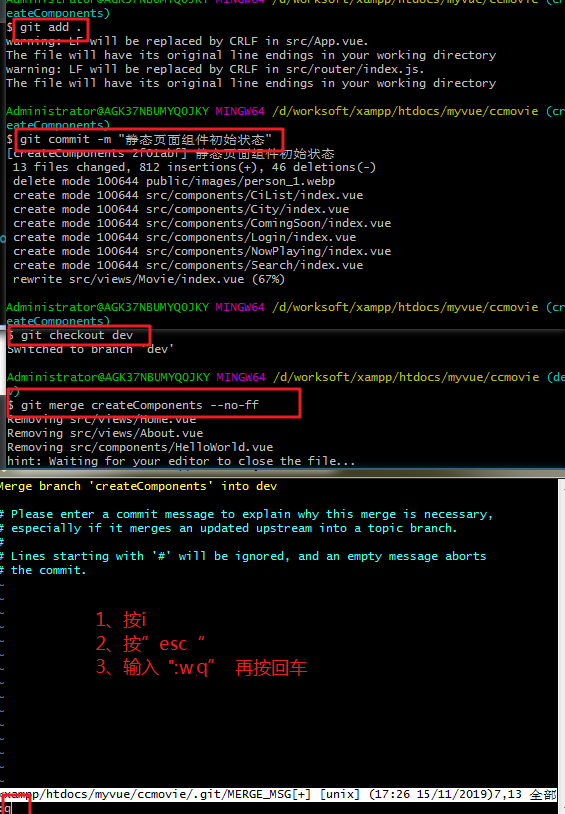 Administrator@AGK37NBUMYQOJKY MINGW64 /d/worksoft/xampp/htdocs/myvue/ccmovie (cr
eateComponents)
$ git add .
warning: LF will be replaced by CRLF in src/App.vue.
The file will have its original line endings in your working directory
warning: LF will be replaced by CRLF in src/router/index.js.
The file will have its original line endings in your working directory
Administrator@AGK37NBUMYQOJKY MINGW64 /d/worksoft/xampp/htdocs/myvue/ccmovie (cr
eateComponents)
$ git commit -m "静态页面组件初始状态"
[createComponents 2f01abf] 静态页面组件初始状态
13 files changed, 812 insertions(+), 46 deletions(-)
delete mode 100644 public/images/person_1.webp
create mode 100644 src/components/CiList/index.vue
create mode 100644 src/components/City/index.vue
create mode 100644 src/components/ComingSoon/index.vue
create mode 100644 src/components/Login/index.vue
create mode 100644 src/components/NowPlaying/index.vue
create mode 100644 src/components/Search/index.vue
rewrite src/views/Movie/index.vue (67%)
Administrator@AGK37NBUMYQOJKY MINGW64 /d/worksoft/xampp/htdocs/myvue/ccmovie (cr
eateComponents)
$ git checkout dev
Switched to branch 'dev'
Administrator@AGK37NBUMYQOJKY MINGW64 /d/worksoft/xampp/htdocs/myvue/ccmovie (de
v)
$ git merge createComponents --no-ff
Removing src/views/Home.vue
Removing src/views/About.vue
Removing src/components/HelloWorld.vue
hint: Waiting for your editor to close the file...
Merge branch 'createComponents' into dev
# Please enter a commit message to explain why this merge is necessary,
# especially if it merges an updated upstream into a topic branch.
#
# Lines starting with '#' will be ignored, and an empty message aborts
# the commit.
~
~
~
1、按i
~
2、按”esc“
~
3、输入 ":wq” 再按回车
~
~
~
~
~
~
~
~
<xampp/htdocs/myvue/ccmovie/.git/MERGE_MSG[+] [unix] (17:26 15/11/2019)7,13 全部
:q